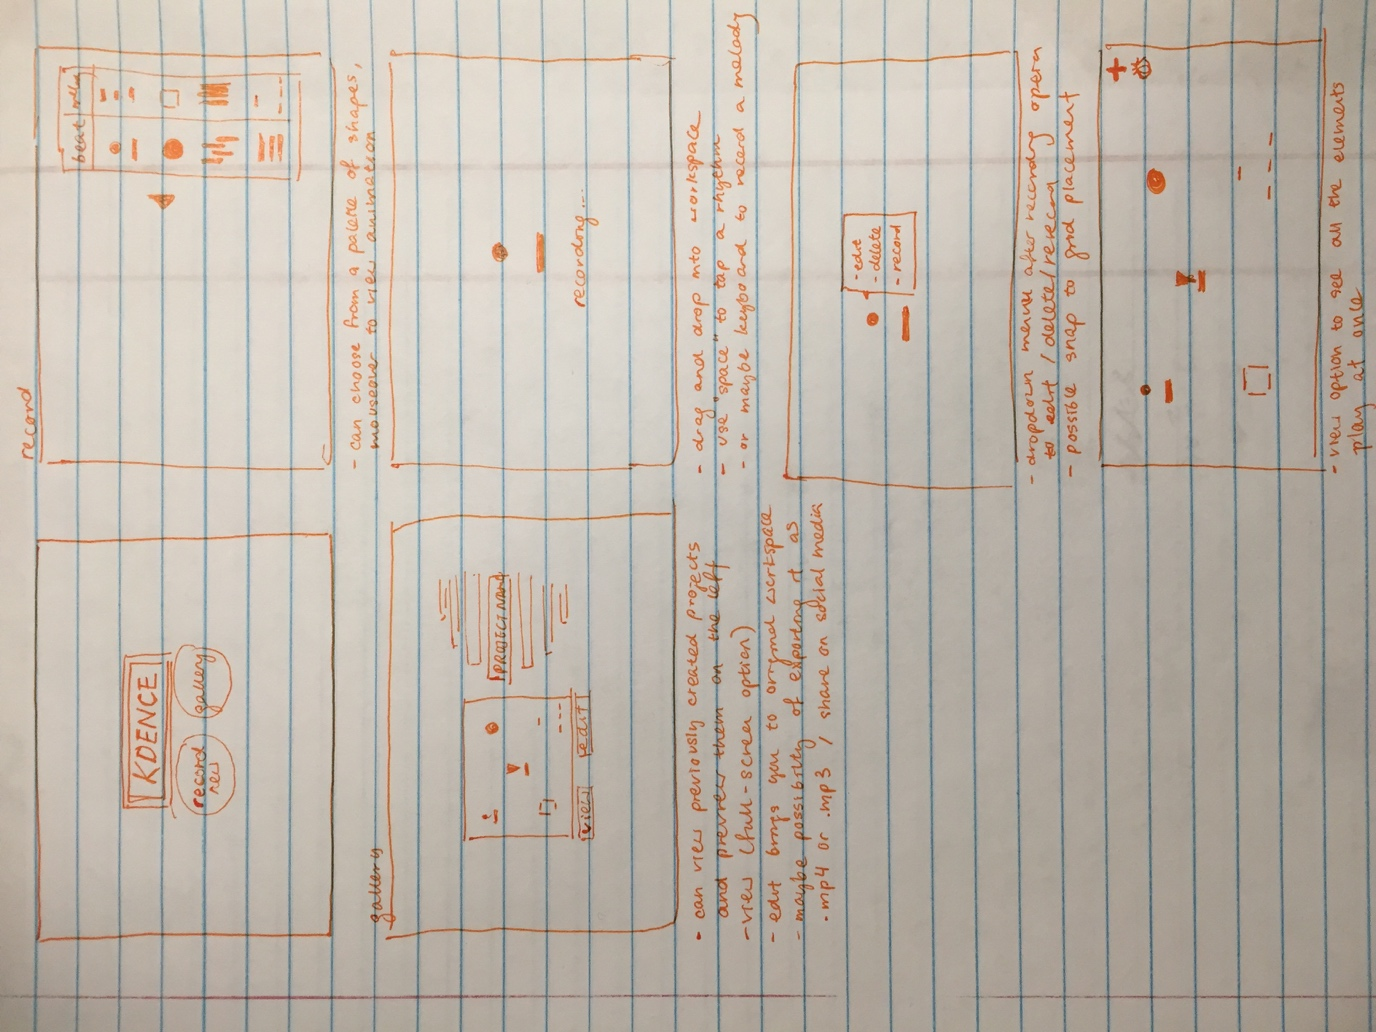 KDENCE
record new
gallery
gallery
PROJECT NAME
view
edit
- can view previously created projects
and preview them on the left
- view (full-screen option)
- edit brings you to original workspace
- maybe possibility of exporting it as
.mp4 or .mp3 / share on social media
record
beat
- can choose from a palette of shapes,
mouseover to view animation
recording...
- drag and drop into workspace
- use "space" to tap a rhythm
- or maybe keyboard to record a melody
- edit
- delete
- record
- dropdown menu after recording opens
to edit / delete / rerecord
- possible snap to grid placement
- view option to see all the elements
play at once